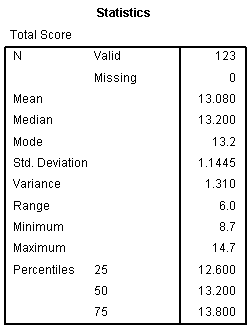 Statistics
Total Score
N Valid 123
Missing 0
Mean 13.080
Median 13.200
Mode 13.2
Std. Deviation 1.1445
Variance 1.310
Range 6.0
Minimum 8.7
Maximum 14.7
Percentiles 25 12.600
50 13.200
75 13.800